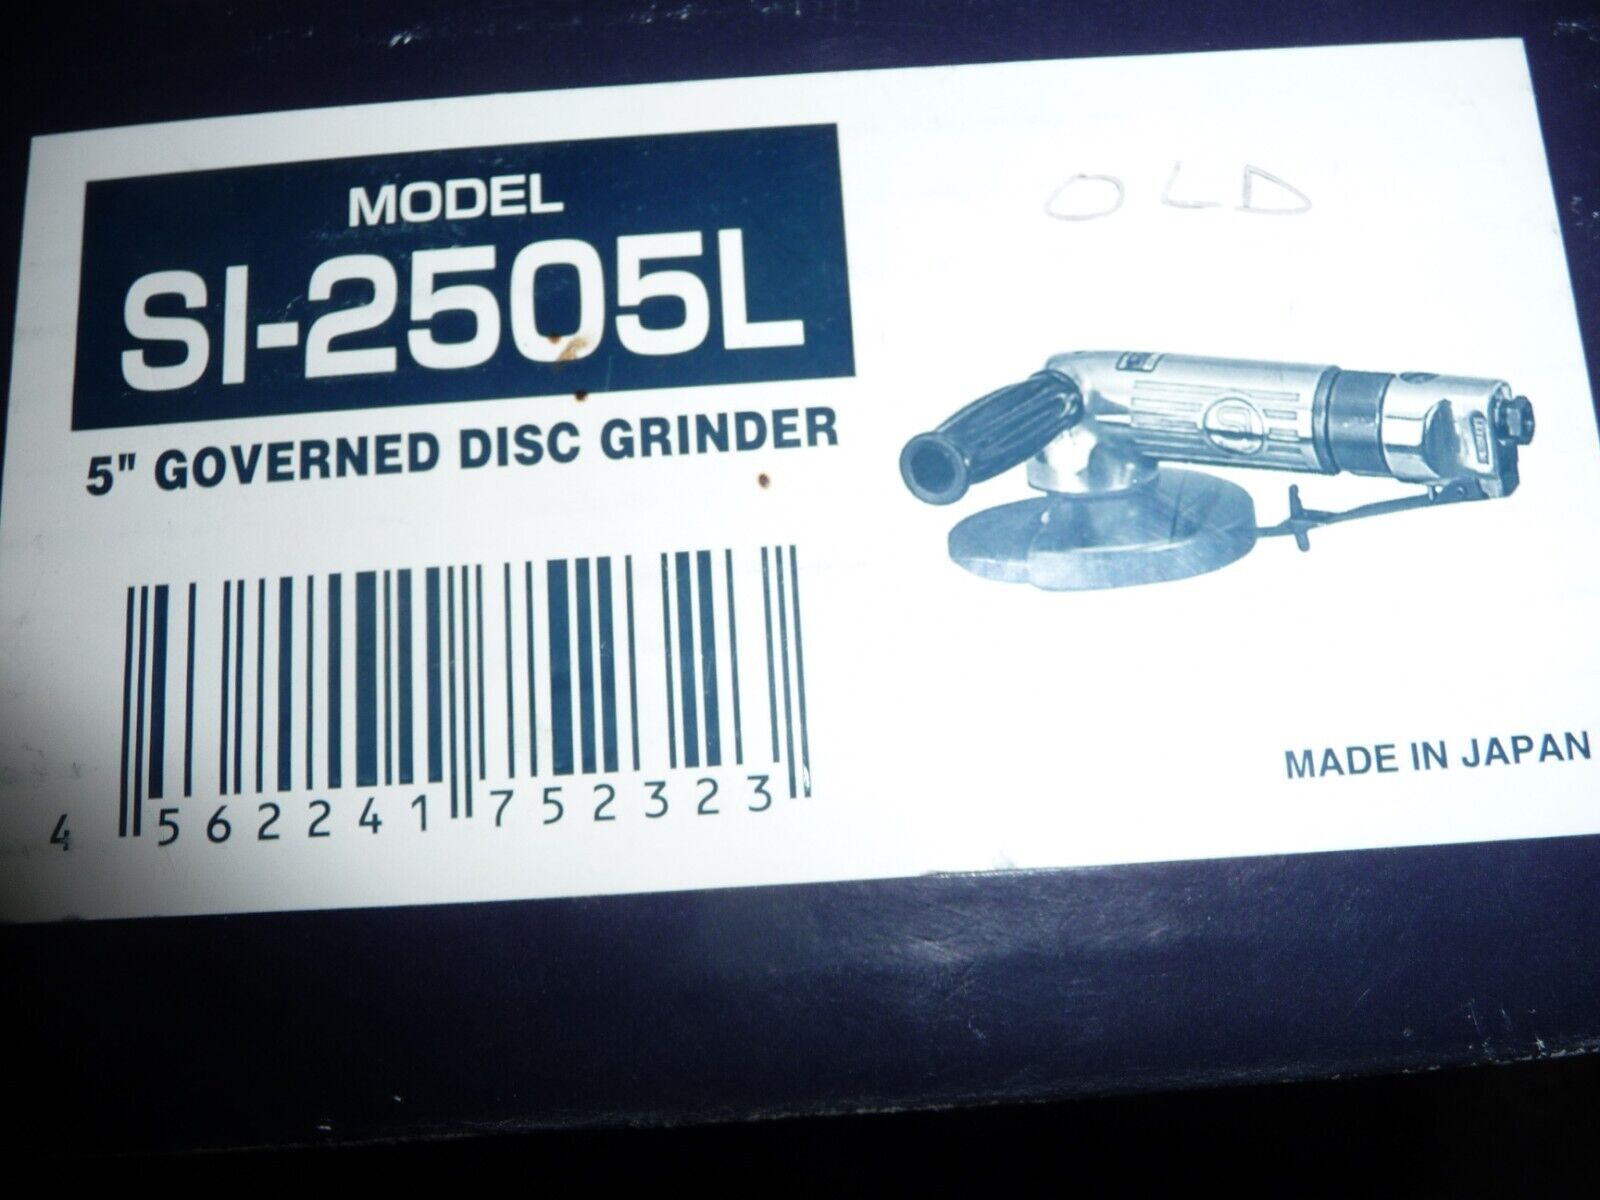 MODEL
SI-2505L
5" GOVERNED DISC GRINDER
OLD
4 562241 752323
MADE IN JAPAN